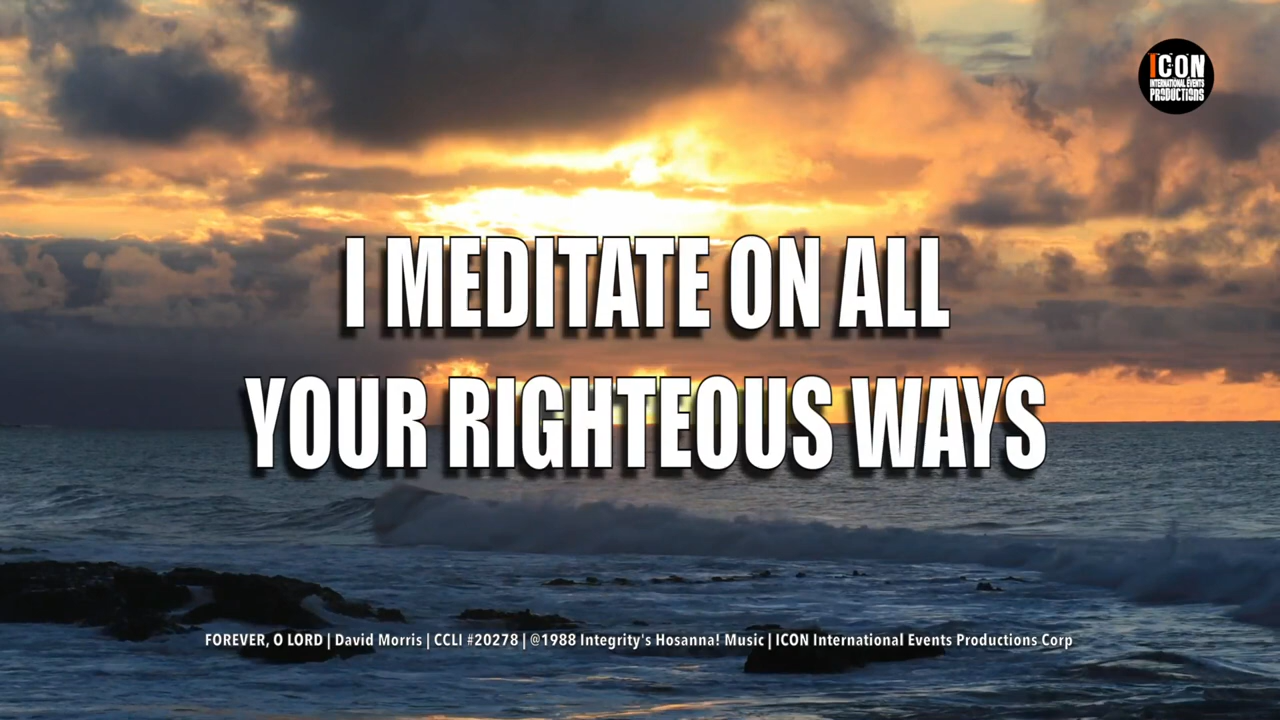 ICON
INTERNATIONAL EVENTS
PRODUCTIONS
I MEDITATE ON ALL
YOUR RIGHTEOUS WAYS
FOREVER, O LORD | David Morris | CCLI #20278 | @1988 Integrity's Hosanna! Music | ICON International Events Productions Corp